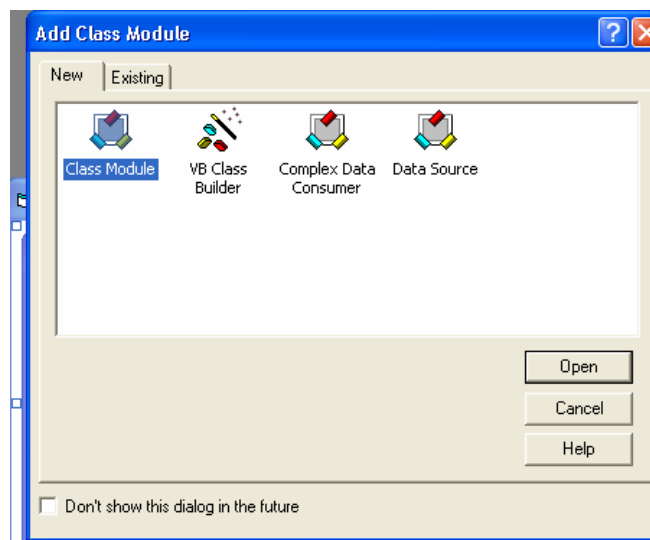 Add Class Module
New Existing
Class Module VB Class Builder Complex Data Consumer Data Source
Open
Cancel
Help
Don't show this dialog in the future